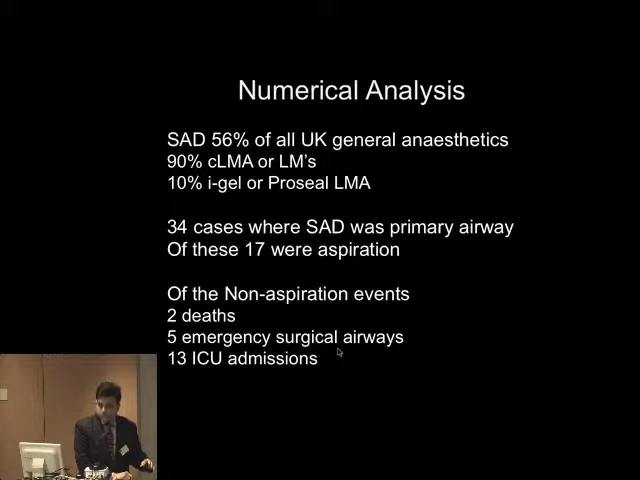 Numerical Analysis
SAD 56% of all UK general anaesthetics
90% cLMA or LM's
10% i-gel or Proseal LMA
34 cases where SAD was primary airway
Of these 17 were aspiration
Of the Non-aspiration events
2 deaths
5 emergency surgical airways
13 ICU admissions